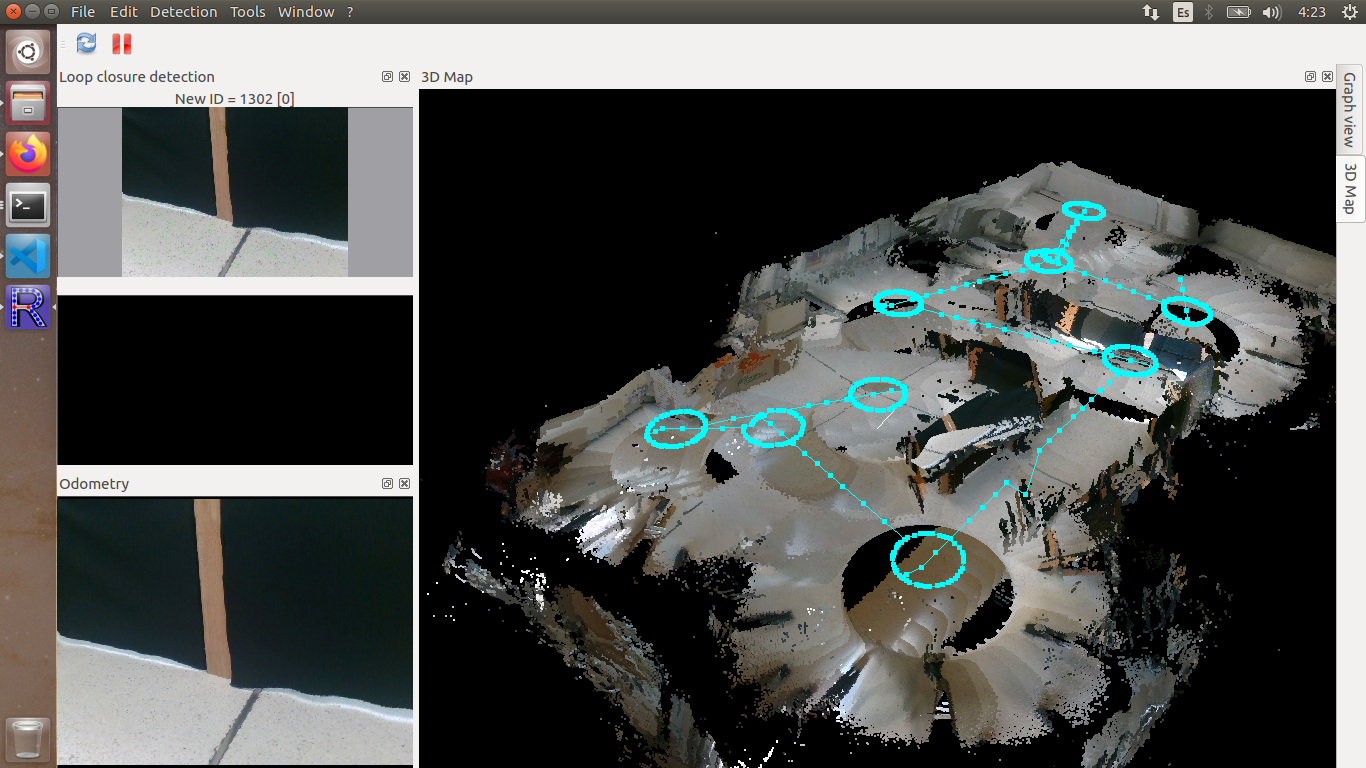 File Edit Detection Tools Window ?
Es
4:23
Loop closure detection
New ID = 1302 [0]
Odometry
3D Map
Graph view
3D Map